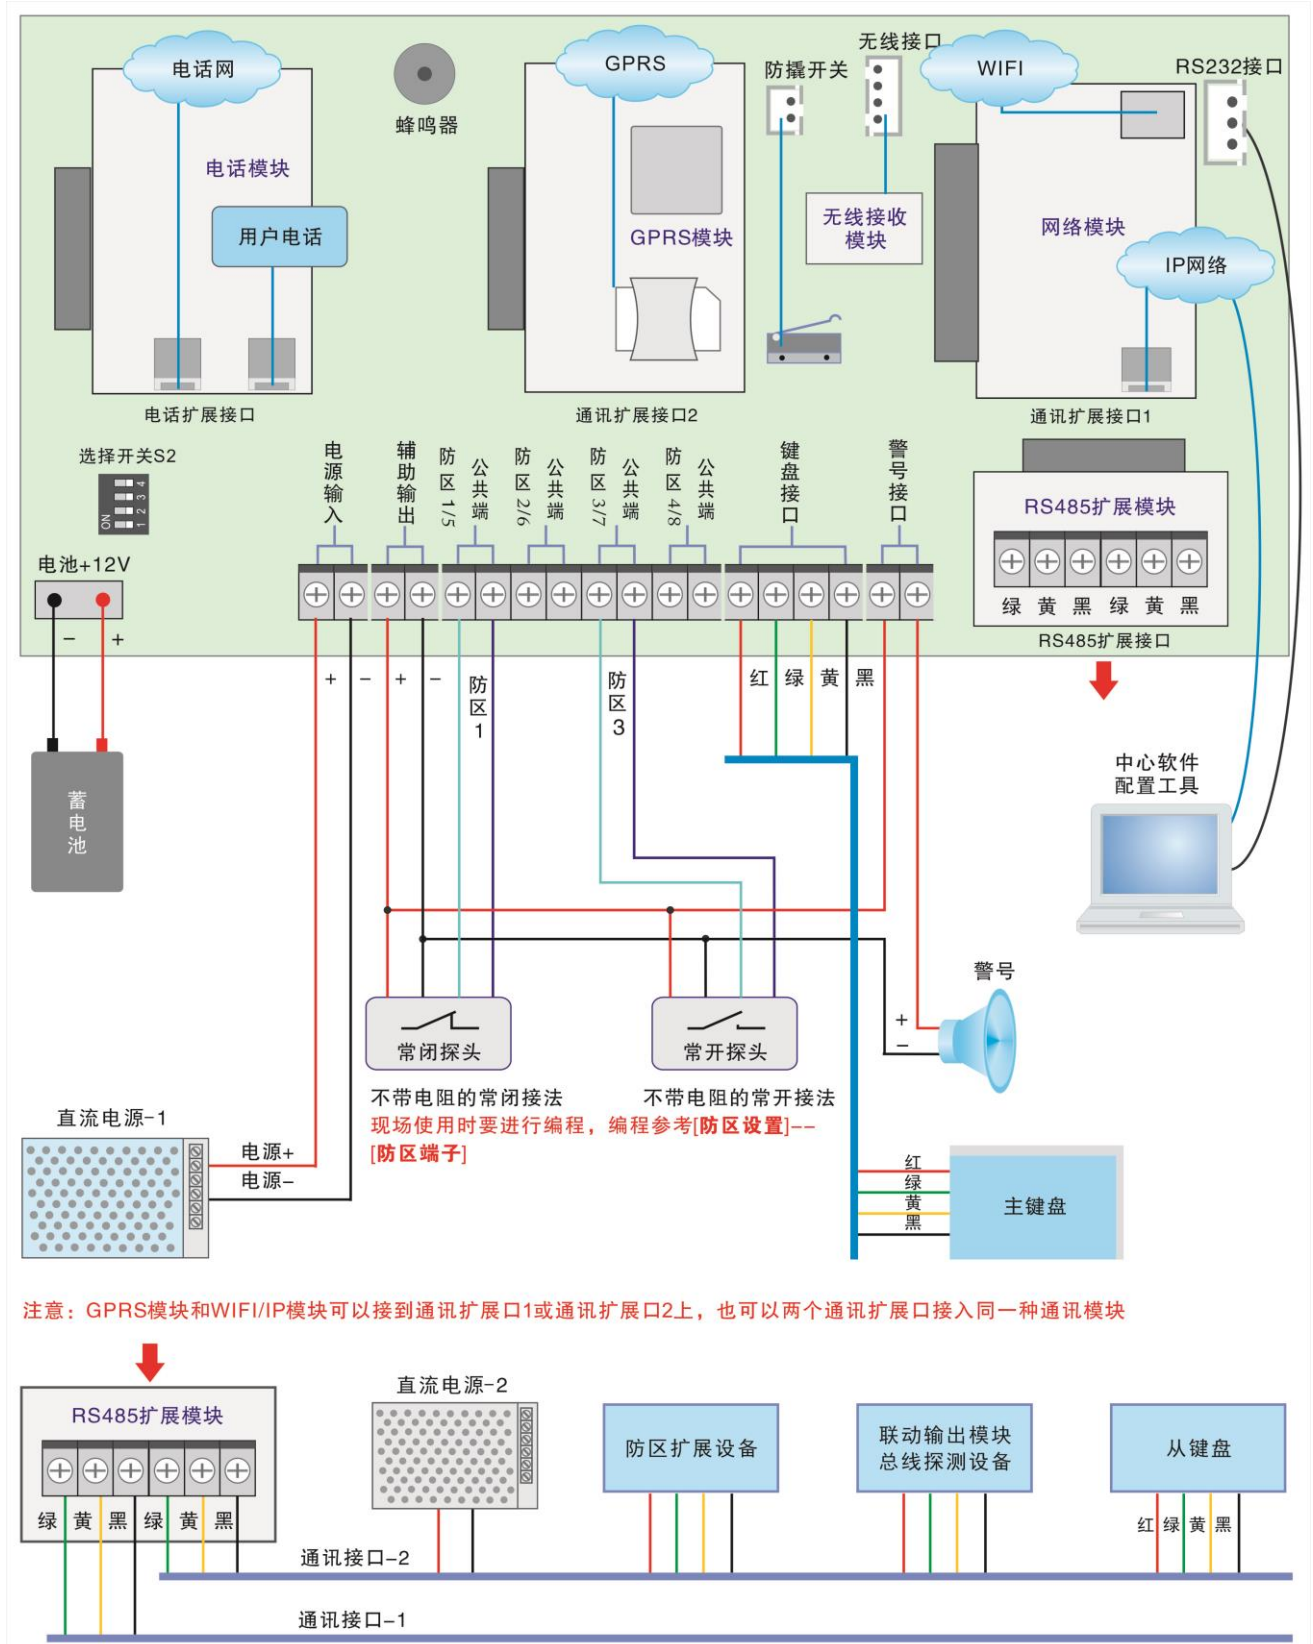 电话网
GPRS
无线接口
WIFI
RS232接口
防撬开关
蜂鸣器
电话模块
用户电话
GPRS模块
无线接收
模块
网络模块
IP网络
电话扩展接口
通讯扩展接口2
通讯扩展接口1
选择开关S2
ON
1 2 3 4
电源输入
辅助输出
防区 1/5
公共端
防区 2/6
公共端
防区 3/7
公共端
防区 4/8
公共端
键盘接口
警号接口
RS485扩展模块
绿 黄 黑 绿 黄 黑
RS485扩展接口
电池+12V
− +
+ − + −
防区1
防区3
红 绿 黄 黑
蓄电池
中心软件
配置工具
警号
+
−
常闭探头
常开探头
不带电阻的常闭接法
不带电阻的常开接法
现场使用时要进行编程，编程参考[防区设置]--
[防区端子]
直流电源-1
电源+
电源-
红
绿
黄
黑
主键盘
注意：GPRS模块和WIFI/IP模块可以接到通讯扩展口1或通讯扩展口2上，也可以两个通讯扩展口接入同一种通讯模块
RS485扩展模块
绿 黄 黑 绿 黄 黑
直流电源-2
防区扩展设备
联动输出模块
总线探测设备
从键盘
红 绿 黄 黑
通讯接口-2
通讯接口-1